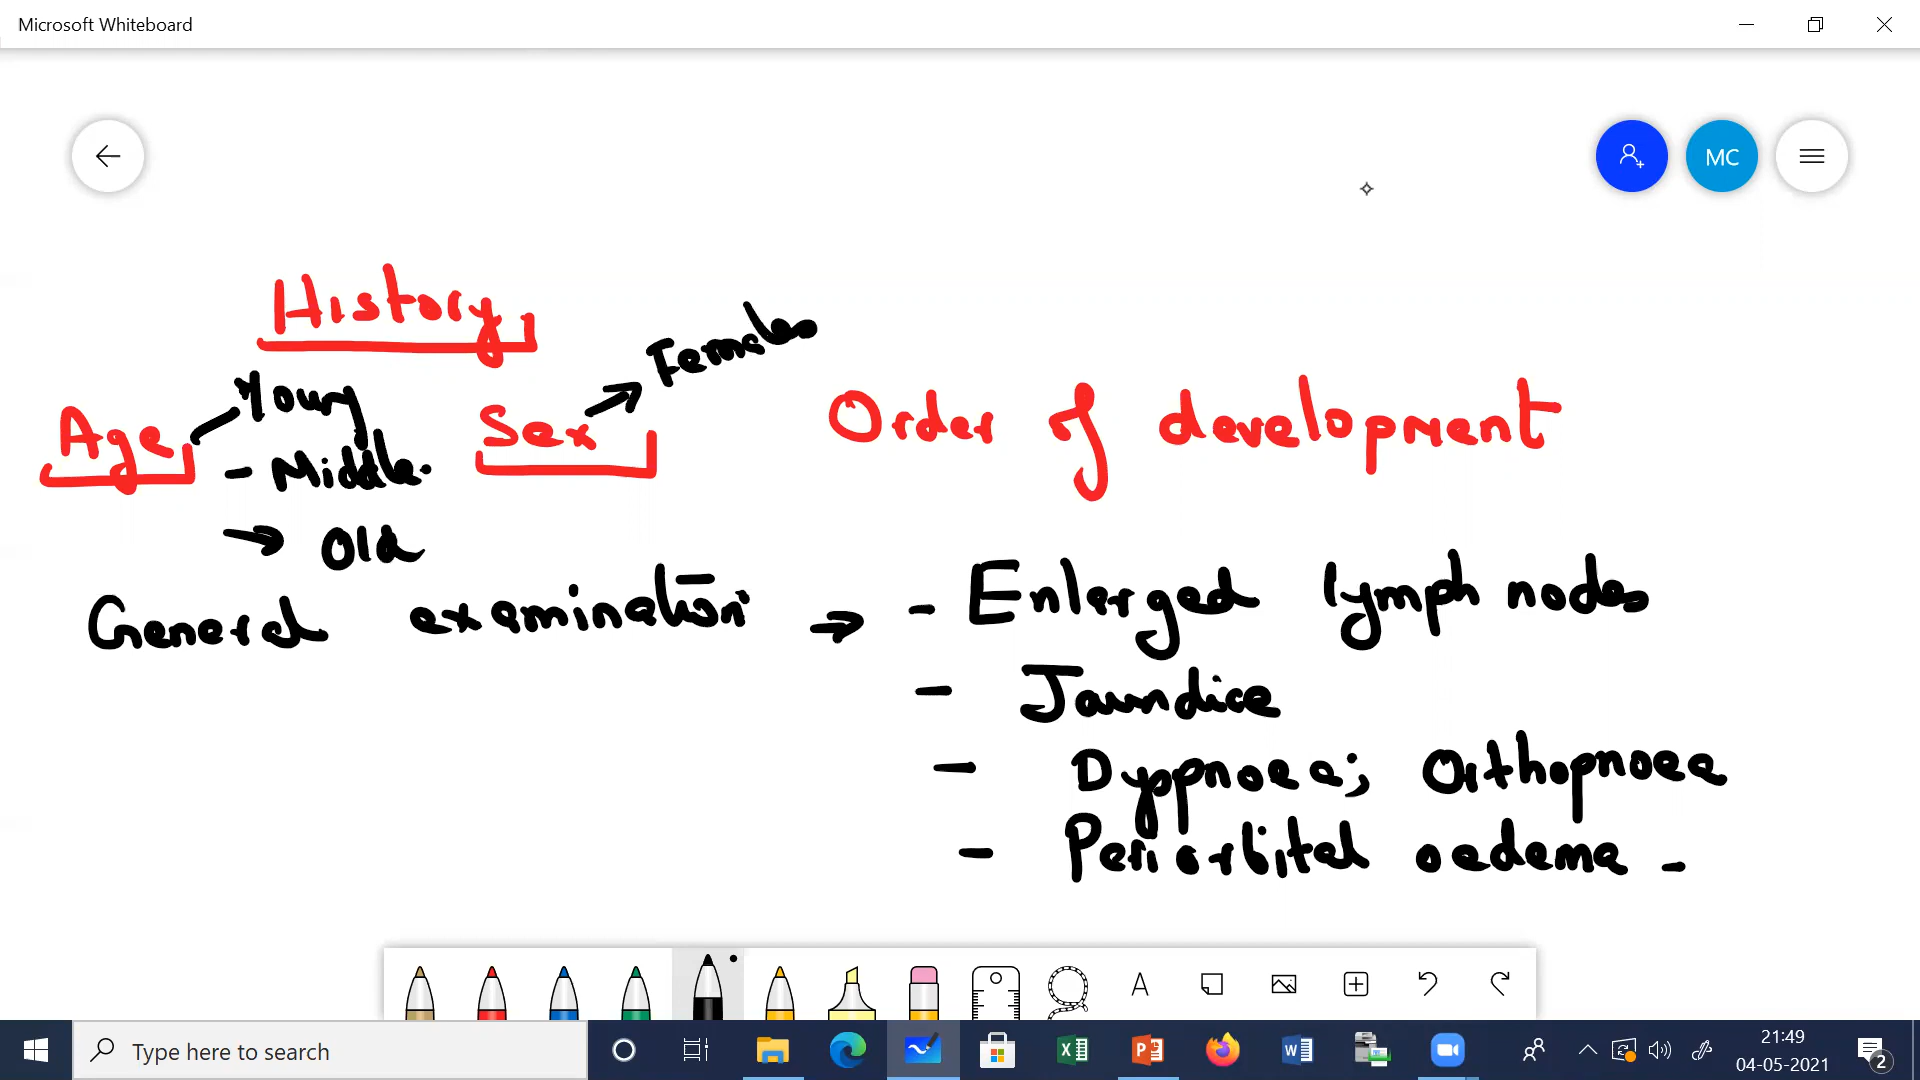 Microsoft Whiteboard
MC
History
Females
Young
Age
Sex
Order of development
- Middle.
→ Old
General examination → - Enlarged lymph nodes
- Jaundice
- Dyppnoea; Orthopnoea
- Periorbital oedema -
A
Type here to search
21:49
04-05-2021
2